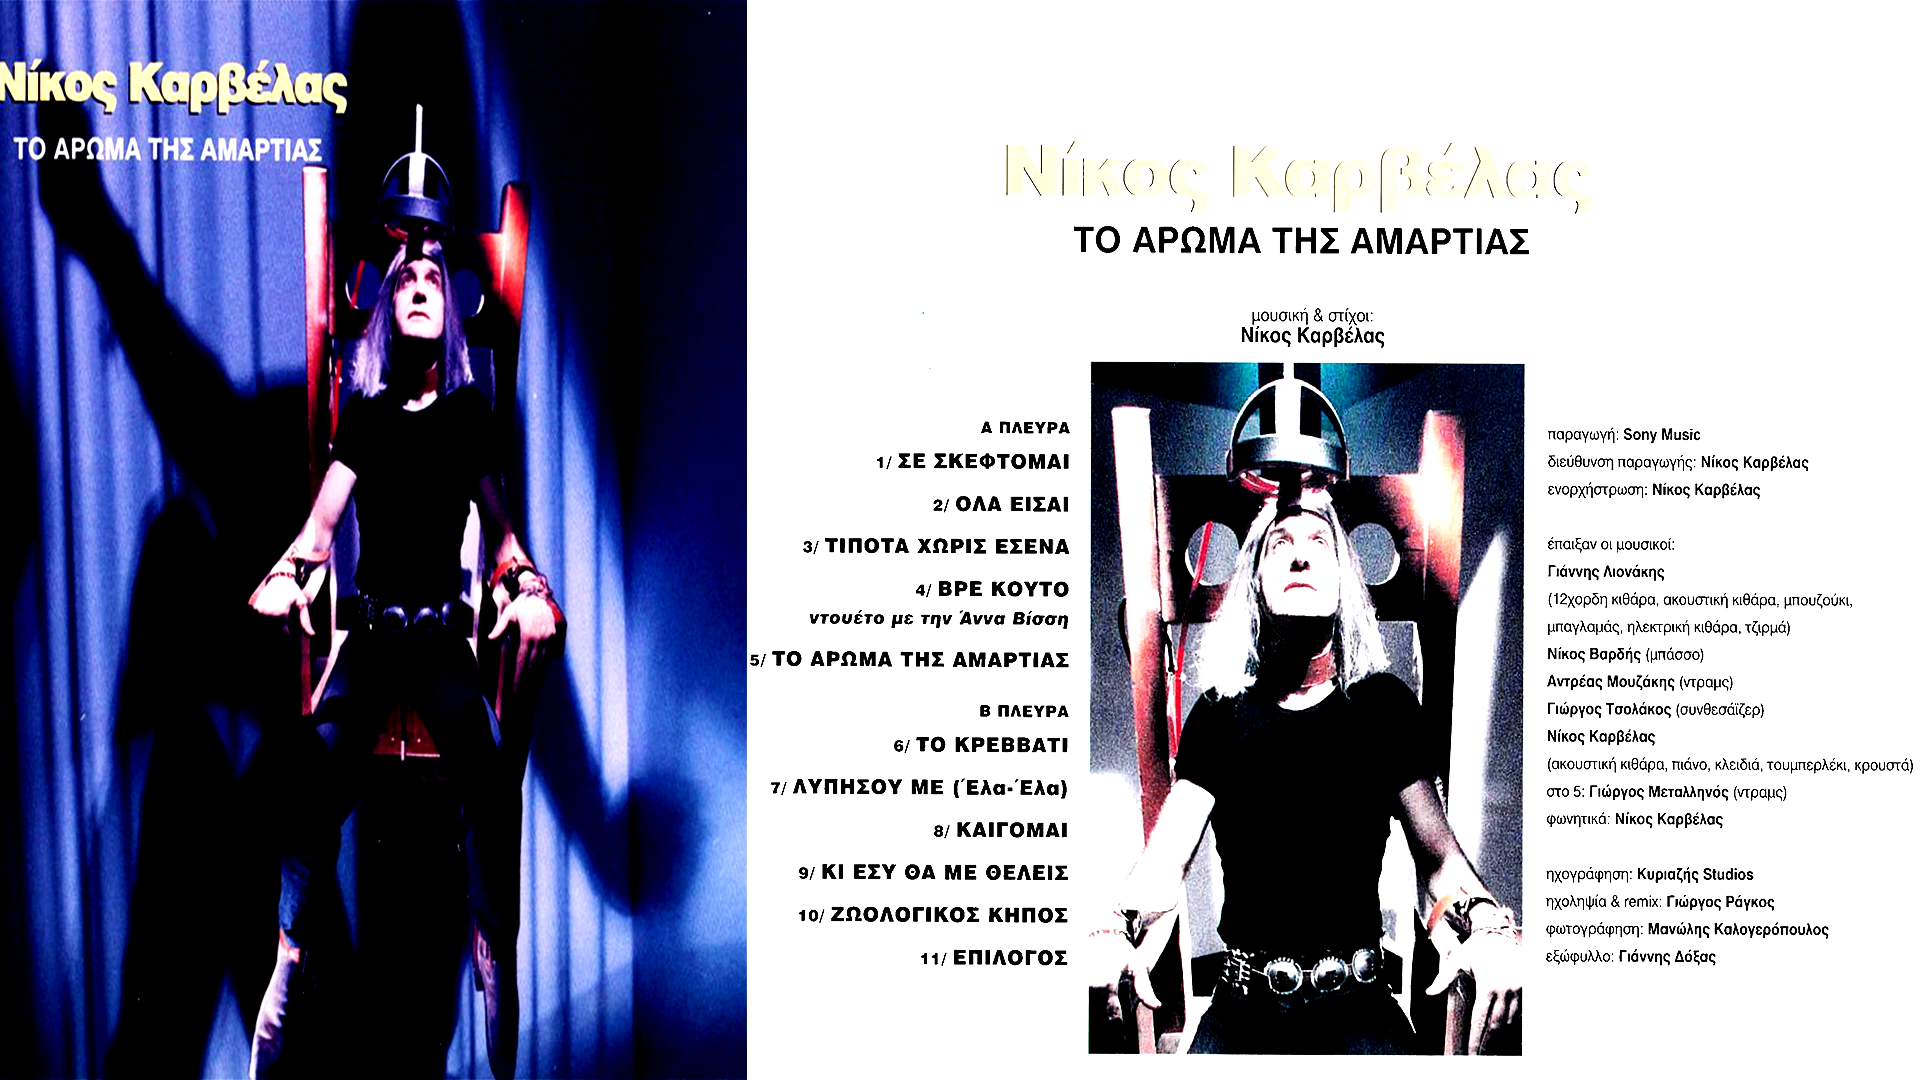 Νίκος Καρβέλας
ΤΟ ΑΡΩΜΑ ΤΗΣ ΑΜΑΡΤΙΑΣ
Νίκος Καρβέλας
ΤΟ ΑΡΩΜΑ ΤΗΣ ΑΜΑΡΤΙΑΣ
μουσική & στίχοι:
Νίκος Καρβέλας
Α ΠΛΕΥΡΑ
1/ ΣΕ ΣΚΕΦΤΟΜΑΙ
2/ ΟΛΑ ΕΙΣΑΙ
3/ ΤΙΠΟΤΑ ΧΩΡΙΣ ΕΣΕΝΑ
4/ ΒΡΕ ΚΟΥΤΟ
ντουέτο με την Άννα Βίσση
5/ ΤΟ ΑΡΩΜΑ ΤΗΣ ΑΜΑΡΤΙΑΣ
Β ΠΛΕΥΡΑ
6/ ΤΟ ΚΡΕΒΒΑΤΙ
7/ ΛΥΠΗΣΟΥ ΜΕ (Έλα-Έλα)
8/ ΚΑΙΓΟΜΑΙ
9/ ΚΙ ΕΣΥ ΘΑ ΜΕ ΘΕΛΕΙΣ
10/ ΖΩΟΛΟΓΙΚΟΣ ΚΗΠΟΣ
11/ ΕΠΙΛΟΓΟΣ
παραγωγή: Sony Music
διεύθυνση παραγωγής: Νίκος Καρβέλας
ενορχήστρωση: Νίκος Καρβέλας
έπαιξαν οι μουσικοί:
Γιάννης Λιονάκης
(12χορδη κιθάρα, ακουστική κιθάρα, μπουζούκι,
μπαγλαμάς, ηλεκτρική κιθάρα, τζιρμά)
Νίκος Βαρδής (μπάσσο)
Αντρέας Μουζάκης (ντραμς)
Γιώργος Τσολάκος (συνθεσάϊζερ)
Νίκος Καρβέλας
(ακουστική κιθάρα, πιάνο, κλειδιά, τουμπερλέκι, κρουστά)
στο 5: Γιώργος Μεταλληνός (ντραμς)
φωνητικά: Νίκος Καρβέλας
ηχογράφηση: Κυριαζής Studios
ηχοληψία & remix: Γιώργος Ράγκος
φωτογράφηση: Μανώλης Καλογερόπουλος
εξώφυλλο: Γιάννης Δόξας